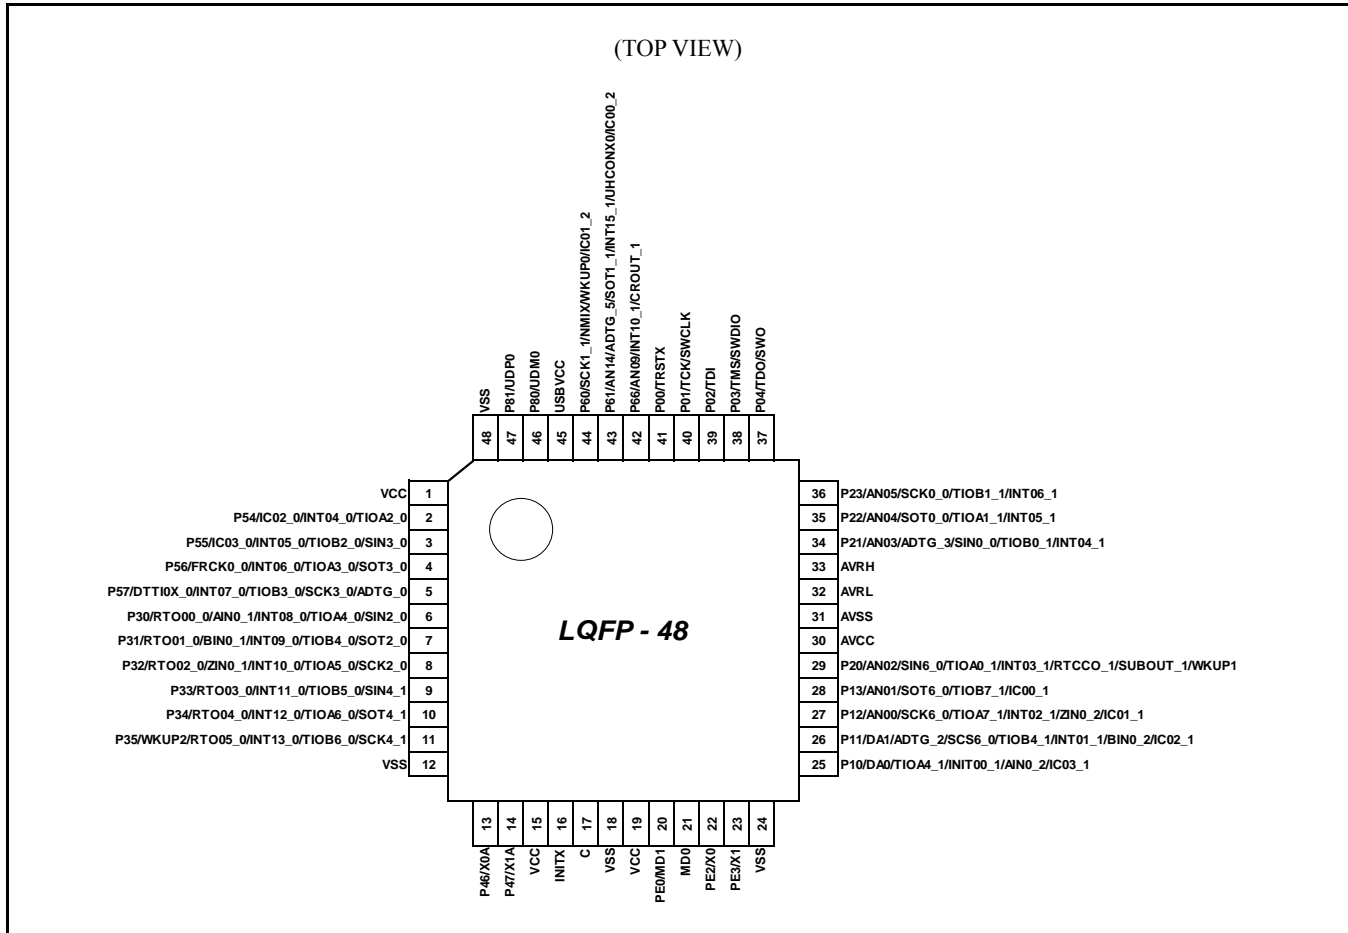 (TOP VIEW)
VSS
P81/UDP0
P80/UDM0
USBVCC
P60/SCK1_1/NMIX/WKUP0/IC01_2
P61/AN14/ADTG_5/SOT1_1/INT15_1/UHCONX0/IC00_2
P66/AN09/INT10_1/CROUT_1
P00/TRSTX
P01/TCK/SWCLK
P02/TDI
P03/TMS/SWDIO
P04/TDO/SWO
48
47
46
45
44
43
42
41
40
39
38
37
VCC 1
P54/IC02_0/INT04_0/TIOA2_0 2
P55/IC03_0/INT05_0/TIOB2_0/SIN3_0 3
P56/FRCK0_0/INT06_0/TIOA3_0/SOT3_0 4
P57/DTTI0X_0/INT07_0/TIOB3_0/SCK3_0/ADTG_0 5
P30/RTO00_0/AIN0_1/INT08_0/TIOA4_0/SIN2_0 6
P31/RTO01_0/BIN0_1/INT09_0/TIOB4_0/SOT2_0 7
P32/RTO02_0/ZIN0_1/INT10_0/TIOA5_0/SCK2_0 8
P33/RTO03_0/INT11_0/TIOB5_0/SIN4_1 9
P34/RTO04_0/INT12_0/TIOA6_0/SOT4_1 10
P35/WKUP2/RTO05_0/INT13_0/TIOB6_0/SCK4_1 11
VSS 12
LQFP - 48
36 P23/AN05/SCK0_0/TIOB1_1/INT06_1
35 P22/AN04/SOT0_0/TIOA1_1/INT05_1
34 P21/AN03/ADTG_3/SIN0_0/TIOB0_1/INT04_1
33 AVRH
32 AVRL
31 AVSS
30 AVCC
29 P20/AN02/SIN6_0/TIOA0_1/INT03_1/RTCCO_1/SUBOUT_1/WKUP1
28 P13/AN01/SOT6_0/TIOB7_1/IC00_1
27 P12/AN00/SCK6_0/TIOA7_1/INT02_1/ZIN0_2/IC01_1
26 P11/DA1/ADTG_2/SCS6_0/TIOB4_1/INT01_1/BIN0_2/IC02_1
25 P10/DA0/TIOA4_1/INIT00_1/AIN0_2/IC03_1
13
14
15
16
17
18
19
20
21
22
23
24
P46/X0A
P47/X1A
VCC
INITX
C
VSS
VCC
PE0/MD1
MD0
PE2/X0
PE3/X1
VSS